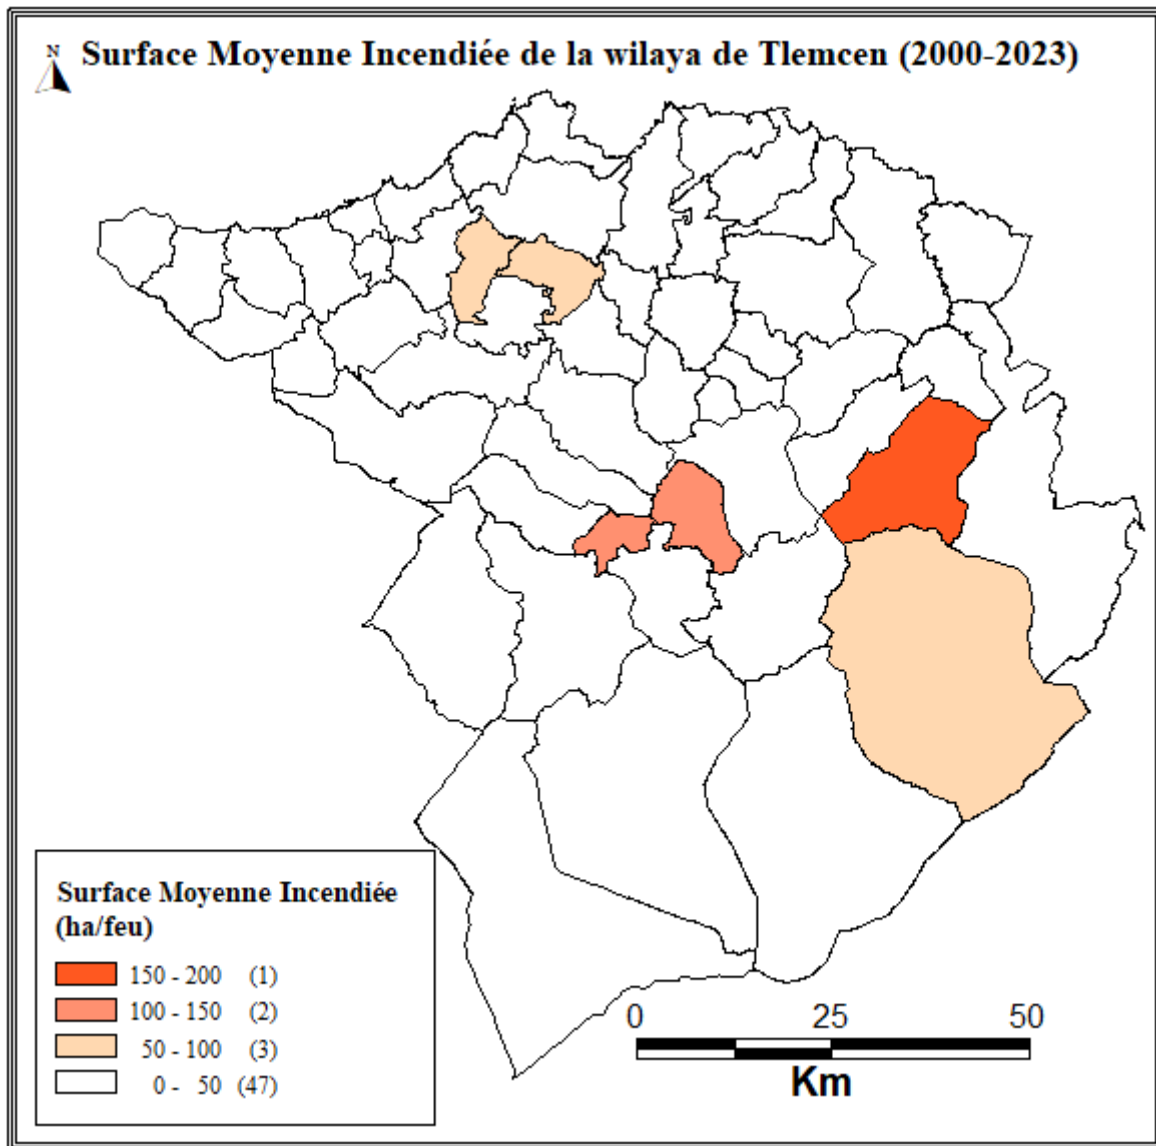 N
Surface Moyenne Incendiée de la wilaya de Tlemcen (2000-2023)
Surface Moyenne Incendiée
(ha/feu)
150 - 200 (1)
100 - 150 (2)
50 - 100 (3)
0 - 50 (47)
0 25 50
Km